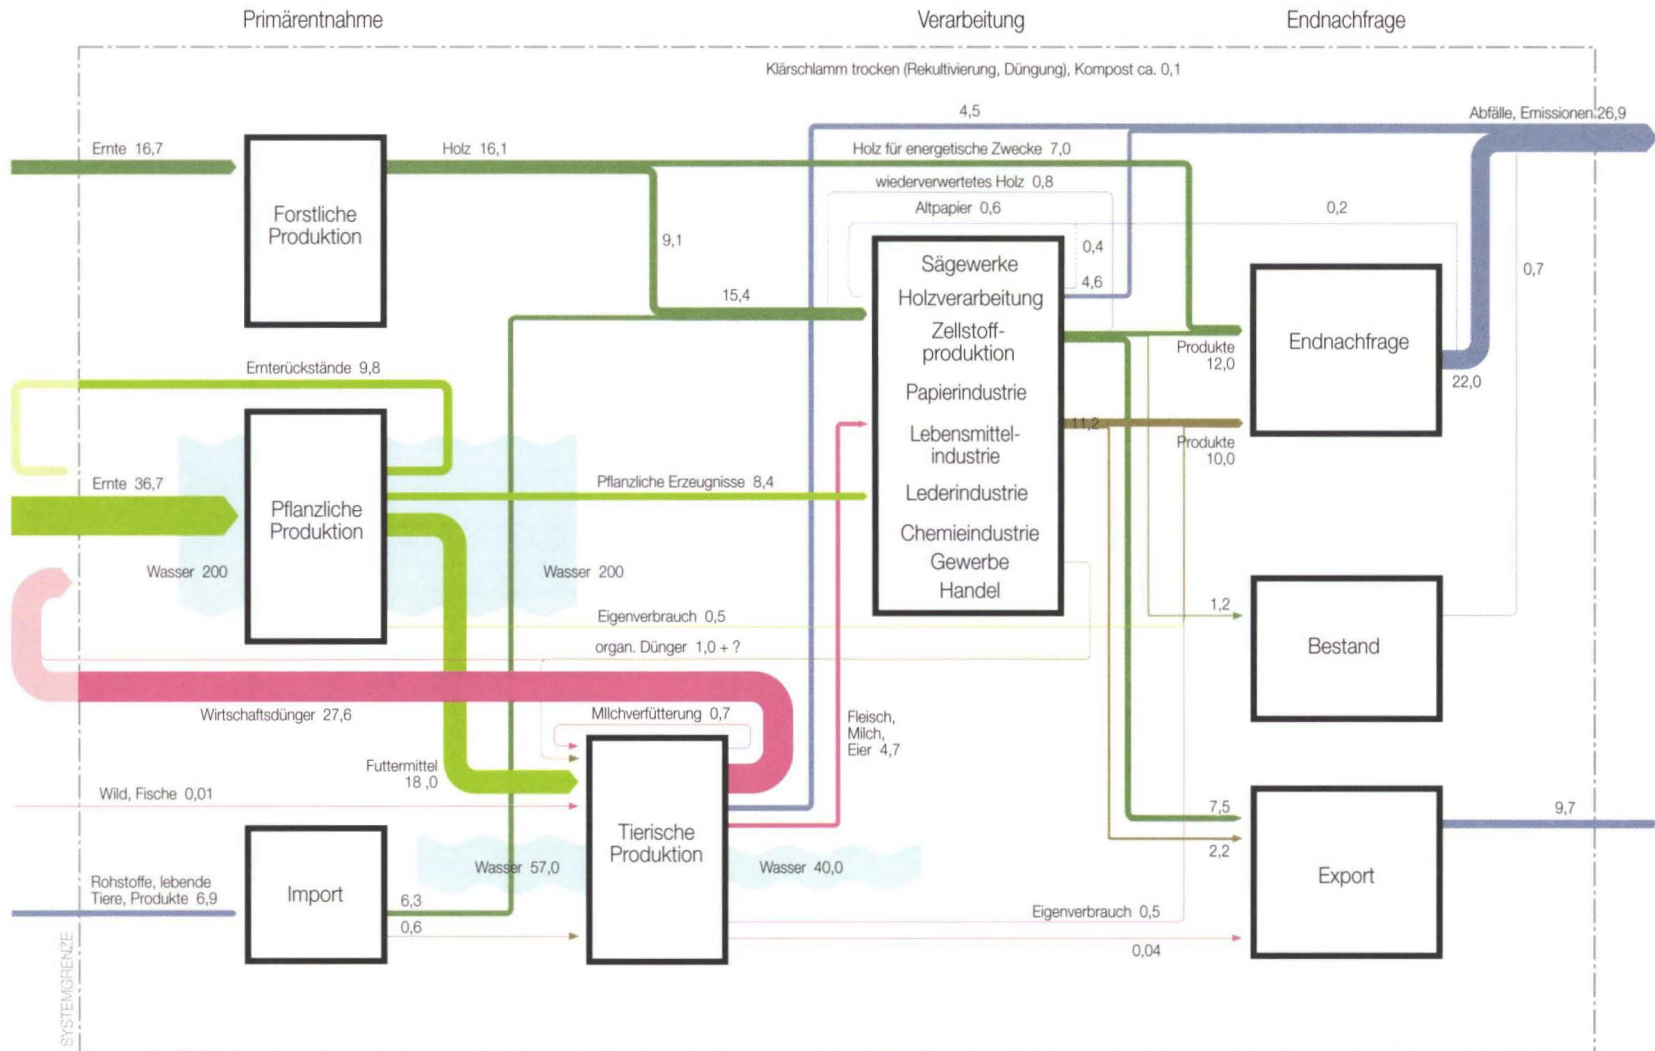 Primärentnahme
Verarbeitung
Endnachfrage
Klärschlamm trocken (Rekultivierung, Düngung), Kompost ca. 0,1
4,5
Abfälle, Emissionen 26,9
Ernte 16,7
Holz 16,1
Holz für energetische Zwecke 7,0
wiederverwertetes Holz 0,8
Altpapier 0,6
0,2
Forstliche
Produktion
9,1
0,4
4,6
0,7
15,4
Sägewerke
Holzverarbeitung
Zellstoff-
produktion
Papierindustrie
Lebensmittel-
industrie
Lederindustrie
Chemieindustrie
Gewerbe
Handel
Endnachfrage
Produkte
12,0
22,0
11,2
Produkte
10,0
Ernterückstände 9,8
Ernte 36,7
Pflanzliche
Produktion
Pflanzliche Erzeugnisse 8,4
Wasser 200
Wasser 200
Eigenverbrauch 0,5
organ. Dünger 1,0 + ?
1,2
Bestand
Wirtschaftsdünger 27,6
MIlchverfütterung 0,7
Fleisch,
Milch,
Eier 4,7
Futtermittel
18 ,0
Wild, Fische 0,01
Tierische
Produktion
Wasser 57,0
Wasser 40,0
7,5
2,2
9,7
Export
Rohstoffe, lebende
Tiere, Produkte 6,9
Import
6,3
0,6
Eigenverbrauch 0,5
0,04
SYSTEMGRENZE